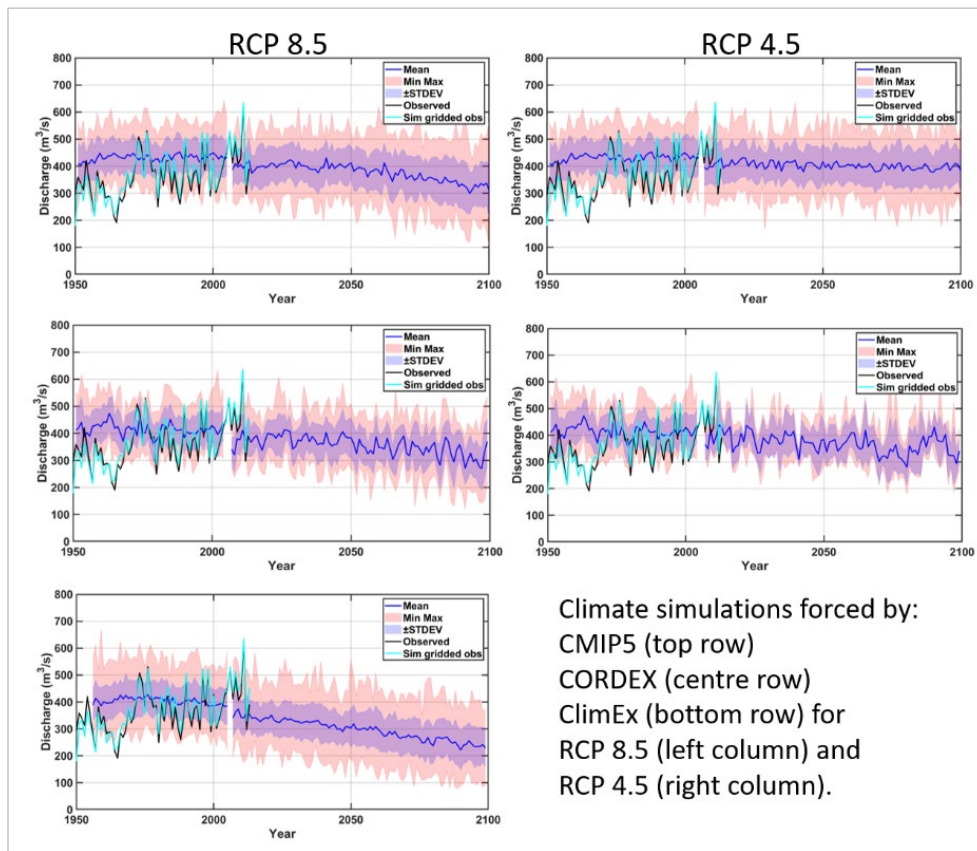 RCP 8.5
RCP 4.5
800
700
600
500
400
300
200
100
0
Discharge (m³/s)
1950
2000
2050
2100
Year
Mean
Min Max
±STDEV
Observed
Sim gridded obs
800
700
600
500
400
300
200
100
0
Discharge (m³/s)
1950
2000
2050
2100
Year
Mean
Min Max
±STDEV
Observed
Sim gridded obs
800
700
600
500
400
300
200
100
0
Discharge (m³/s)
1950
2000
2050
2100
Year
Mean
Min Max
±STDEV
Observed
Sim gridded obs
800
700
600
500
400
300
200
100
0
Discharge (m³/s)
1950
2000
2050
2100
Year
Mean
Min Max
±STDEV
Observed
Sim gridded obs
800
700
600
500
400
300
200
100
0
Discharge (m³/s)
1950
2000
2050
2100
Year
Mean
Min Max
±STDEV
Observed
Sim gridded obs
Climate simulations forced by:
CMIP5 (top row)
CORDEX (centre row)
ClimEx (bottom row) for
RCP 8.5 (left column) and
RCP 4.5 (right column).